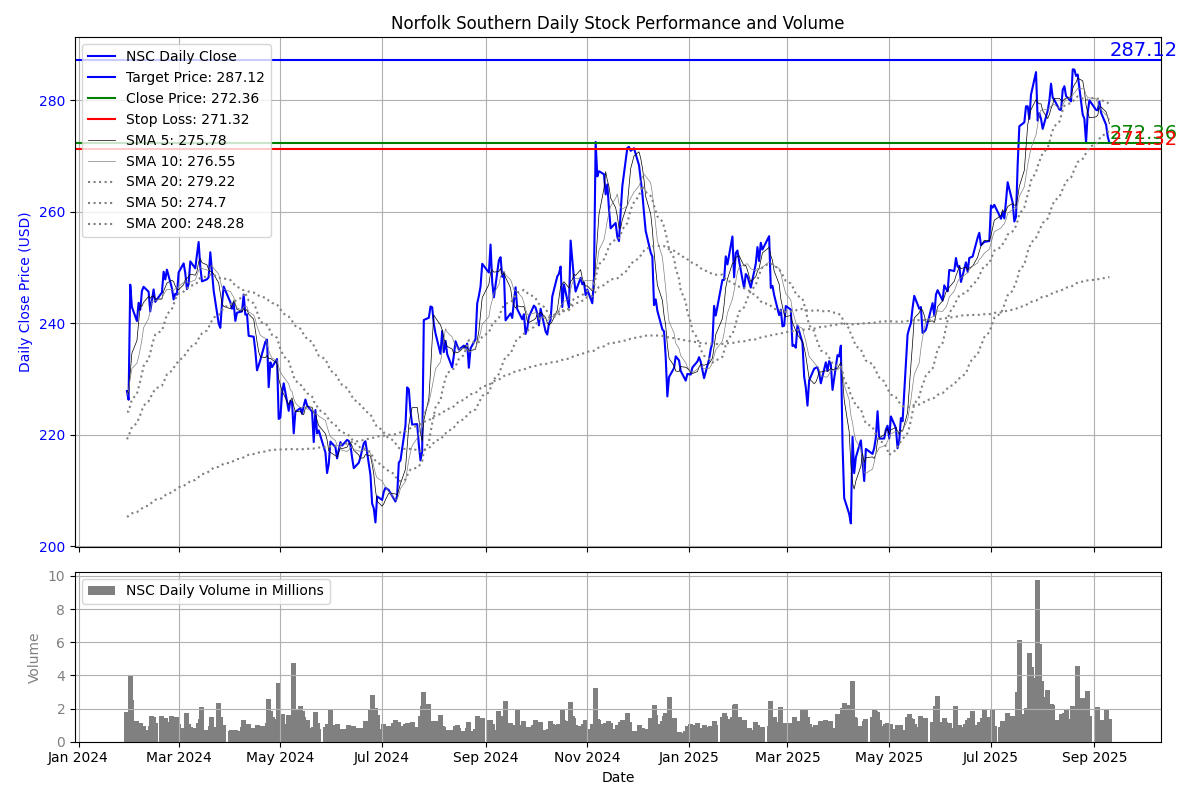 Norfolk Southern Daily Stock Performance and Volume
287.12
NSC Daily Close
Target Price: 287.12
Close Price: 272.36
Stop Loss: 271.32
SMA 5: 275.78
SMA 10: 276.55
SMA 20: 279.22
SMA 50: 274.7
SMA 200: 248.28
272.36
271.32
Daily Close Price (USD)
280
260
240
220
200
NSC Daily Volume in Millions
Volume
10
8
6
4
2
0
Jan 2024 Mar 2024 May 2024 Jul 2024 Sep 2024 Nov 2024 Jan 2025 Mar 2025 May 2025 Jul 2025 Sep 2025
Date